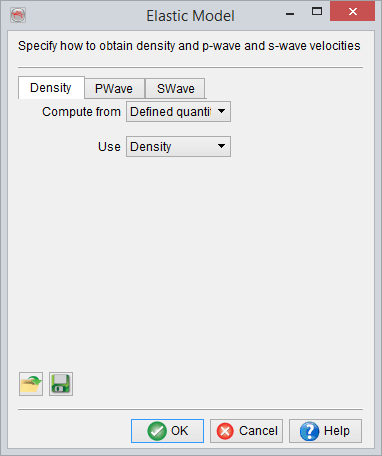 Elastic Model
Specify how to obtain density and p-wave and s-wave velocities
Density PWave SWave
Compute from Defined quantit
Use Density
OK Cancel Help